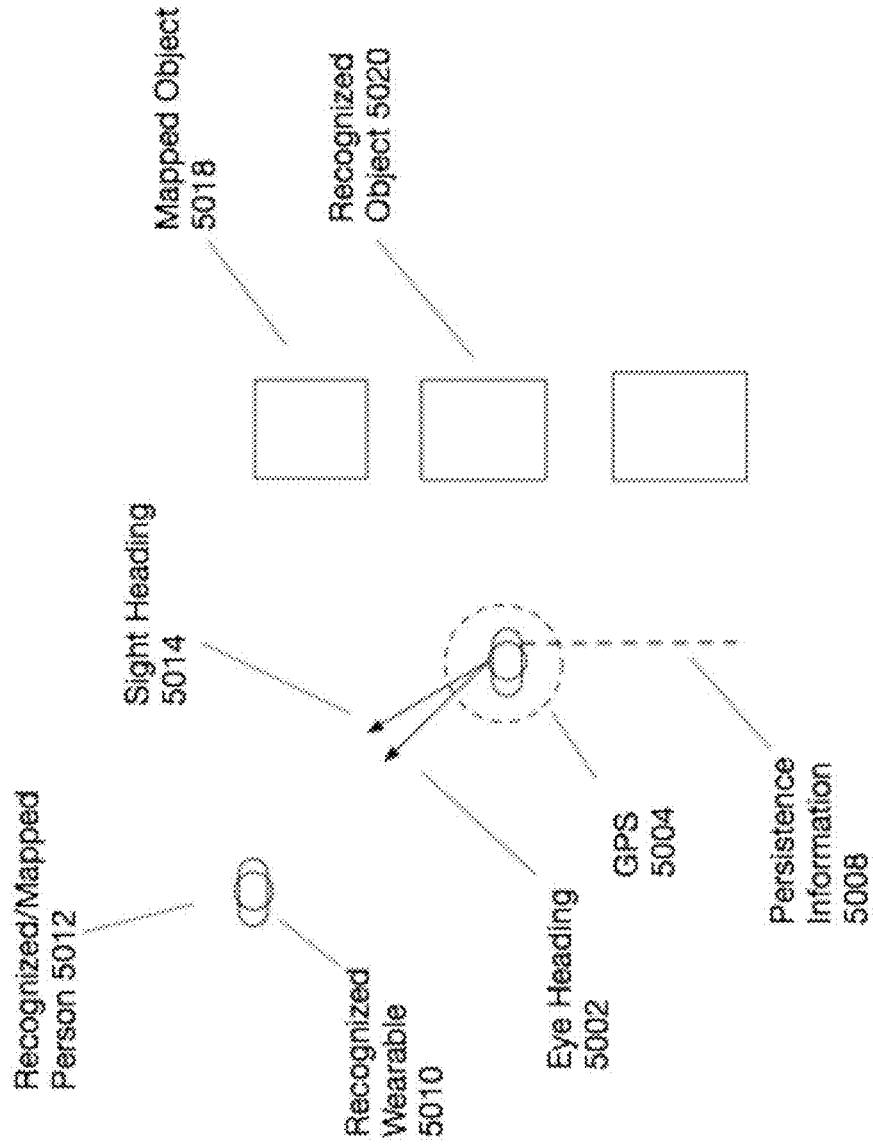 Recognized/Mapped
Person 5012
Recognized
Wearable
5010
Sight Heading
5014
Eye Heading
5002
GPS
5004
Persistence
Information
5008
Mapped Object
5018
Recognized
Object 5020